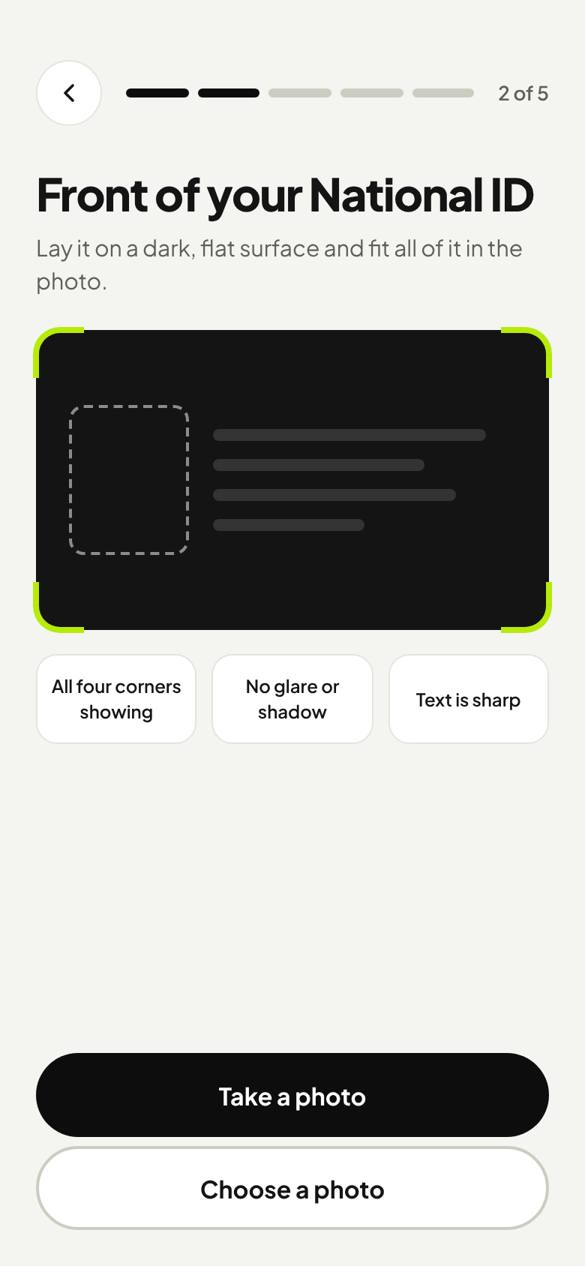 2 of 5
Front of your National ID
Lay it on a dark, flat surface and fit all of it in the
photo.
All four corners
showing
No glare or
shadow
Text is sharp
Take a photo
Choose a photo